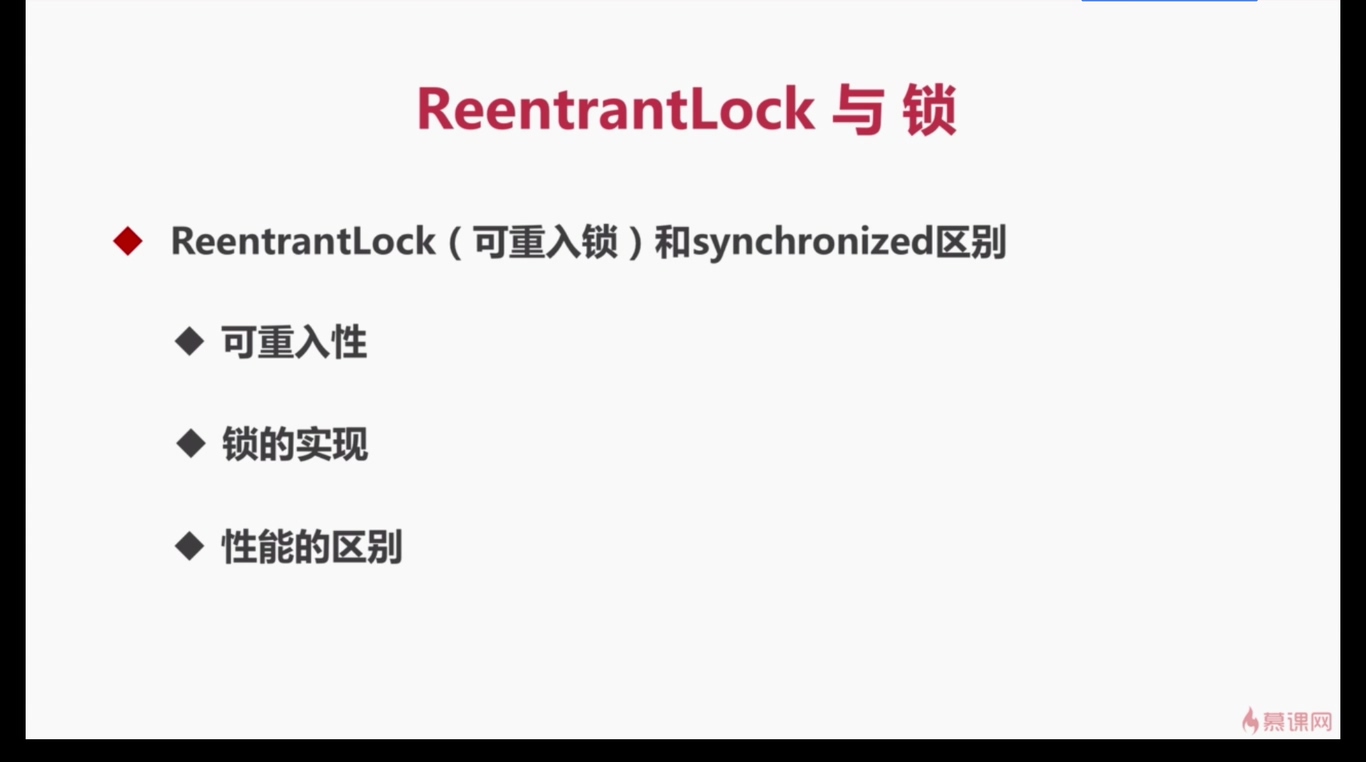 ReentrantLock 与 锁
ReentrantLock（可重入锁）和synchronized区别
可重入性
锁的实现
性能的区别
慕课网